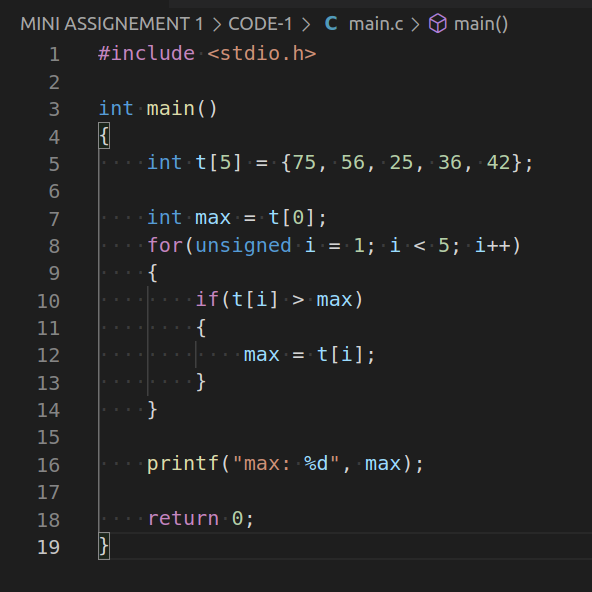 MINI ASSIGNEMENT 1 > CODE-1 > C main.c > main()
1 #include <stdio.h>
2
3 int main()
4 {
5     int t[5] = {75, 56, 25, 36, 42};
6
7     int max = t[0];
8     for(unsigned i = 1; i < 5; i++)
9     {
10         if(t[i] > max)
11         {
12             max = t[i];
13         }
14     }
15
16     printf("max: %d", max);
17
18     return 0;
19 }